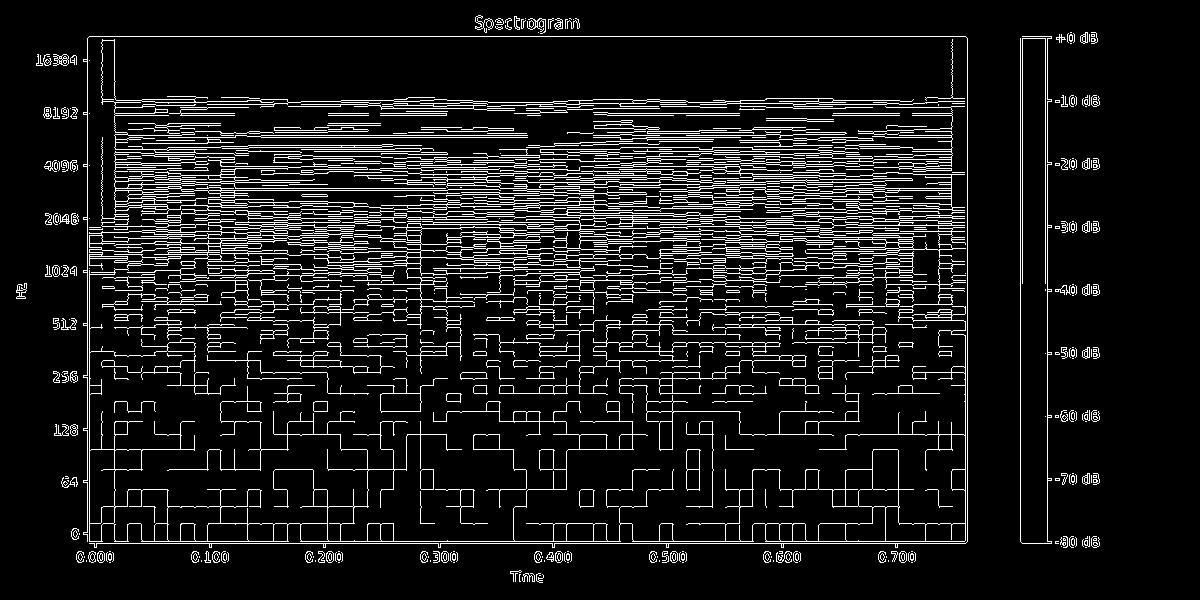 Spectrogram
Hz
16384
8192
4096
2048
1024
512
256
128
64
0
0.000 0.100 0.200 0.300 0.400 0.500 0.600 0.700
Time
+0 dB
-10 dB
-20 dB
-30 dB
-40 dB
-50 dB
-60 dB
-70 dB
-80 dB